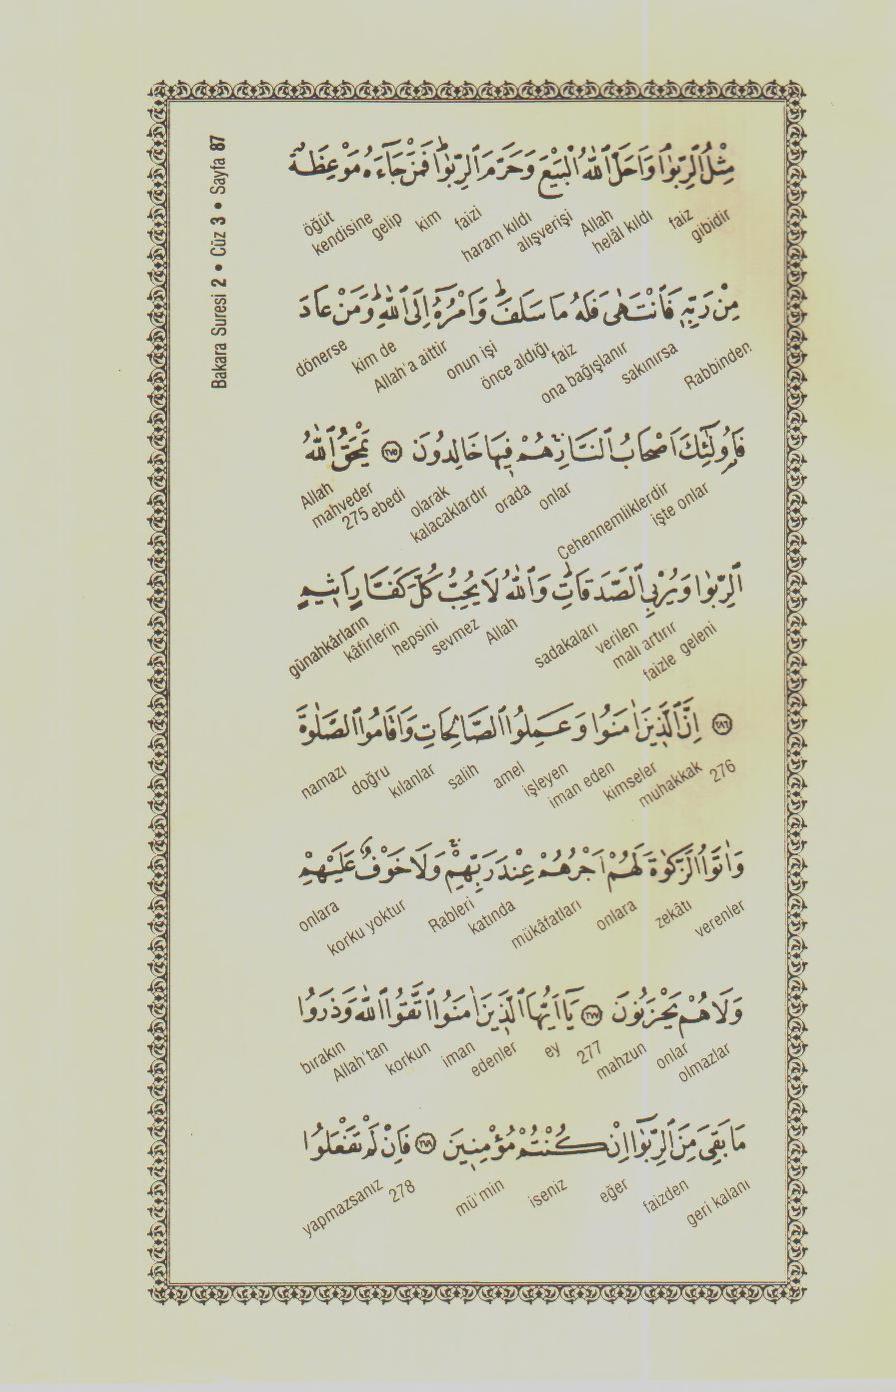 Bakara Suresi 2 • Cüz 3 • Sayfa 87
مِثْلُ الرِّبٰوا وَاَحَلَّ اللّٰهُ الْبَيْعَ وَحَرَّمَ الرِّبٰواۜ فَمَنْ جَٓاءَهُ مَوْعِظَةٌ
gibidir faiz helâl kıldı Allah alışverişi haram kıldı faizi kim gelip kendisine öğüt
مِنْ رَبِّهٖ فَانْتَهٰى فَلَهُ مَا سَلَفَۜ وَاَمْرُهُٓ اِلَى اللّٰهِۜ وَمَنْ عَادَ
Rabbinden sakınırsa ona bağışlanır faiz önce aldığı onun işi Allah'a aittir kim de dönerse
فَاُو۬لٰٓئِكَ اَصْحَابُ النَّارِۚ هُمْ فٖيهَا خَالِدُونَ ﴿٢٧٥﴾ يَمْحَقُ اللّٰهُ
işte onlar Cehennemliklerdir onlar orada kalacaklardır olarak ebedi 275 mahveder Allah
الرِّبٰوا وَيُرْبِي الصَّدَقَاتِۜ وَاللّٰهُ لَا يُحِبُّ كُلَّ كَفَّارٍ اَثٖيمٍ
faizle geleni malı artırır verilen sadakaları Allah sevmez hepsini kâfirlerin günahkârların
﴿٢٧٦﴾ اِنَّ الَّذٖينَ اٰمَنُوا وَعَمِلُوا الصَّالِحَاتِ وَاَقَامُوا الصَّلٰوةَ
276 muhakkak kimseler iman eden işleyen amel salih kılanlar doğru namazı
وَاٰتَوُا الزَّكٰوةَ لَهُمْ اَجْرُهُمْ عِنْدَ رَبِّهِمْۚ وَلَا خَوْفٌ عَلَيْهِمْ
verenler zekâtı onlara mükâfatları katında Rableri korku yoktur onlara
وَلَا هُمْ يَحْزَنُونَ ﴿٢٧٧﴾ يَٓا اَيُّهَا الَّذٖينَ اٰمَنُوا اتَّقُوا اللّٰهَ وَذَرُوا
olmazlar onlar mahzun 277 ey edenler iman korkun Allah'tan bırakın
مَا بَقِيَ مِنَ الرِّبٰٓوا اِنْ كُنْتُمْ مُؤْمِنٖينَ ﴿٢٧٨﴾ فَاِنْ لَمْ تَفْعَلُوا
geri kalanı faizden eğer iseniz mü'min 278 yapmazsanız